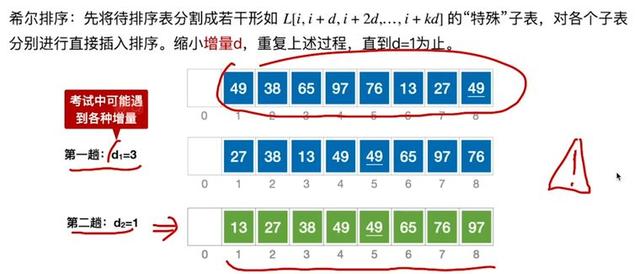 希尔排序：先将待排序表分割成若干形如 L[i, i + d, i + 2d,…, i + kd] 的“特殊”子表，对各个子表
分别进行直接插入排序。缩小增量d，重复上述过程，直到d=1为止。
49 38 65 97 76 13 27 49
0 1 2 3 4 5 6 7 8
考试中可能遇
到各种增量
第一趟：d₁=3
27 38 13 49 49 65 97 76
0 1 2 3 4 5 6 7 8
第二趟：d₂=1
13 27 38 49 49 65 76 97
0 1 2 3 4 5 6 7 8